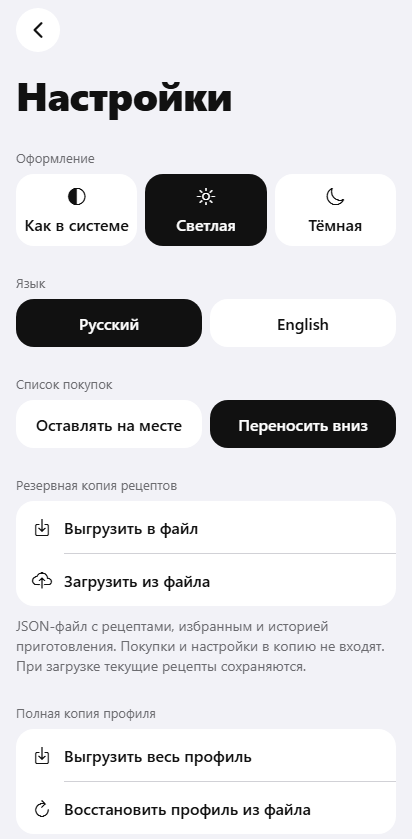 Настройки
Оформление
Как в системе
Светлая
Тёмная
Язык
Русский
English
Список покупок
Оставлять на месте
Переносить вниз
Резервная копия рецептов
Выгрузить в файл
Загрузить из файла
JSON-файл с рецептами, избранным и историей
приготовления. Покупки и настройки в копию не входят.
При загрузке текущие рецепты сохраняются.
Полная копия профиля
Выгрузить весь профиль
Восстановить профиль из файла